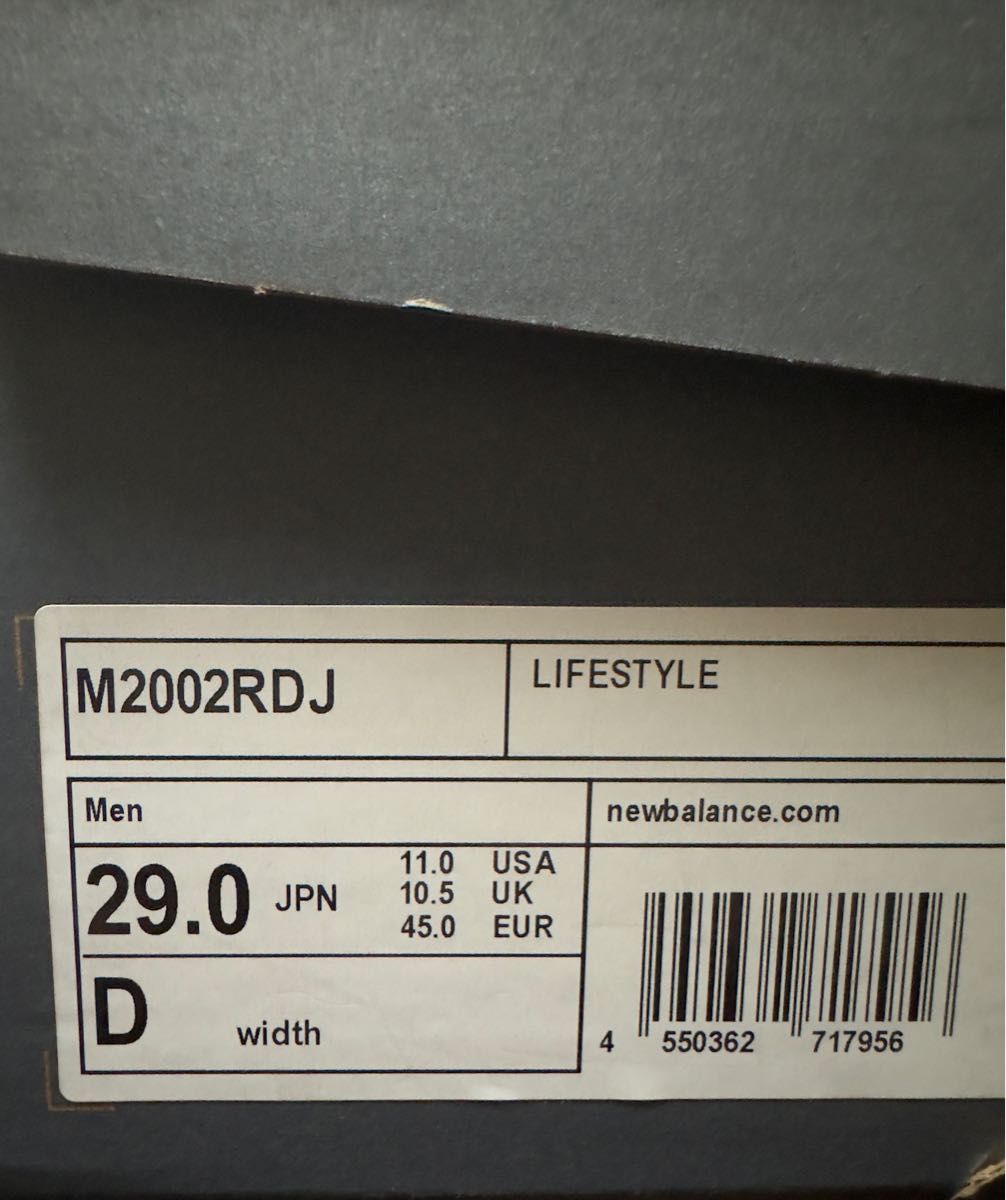 M2002RDJ
LIFESTYLE
Men
newbalance.com
29.0 JPN
11.0 USA
10.5 UK
45.0 EUR
D width
4 550362 717956